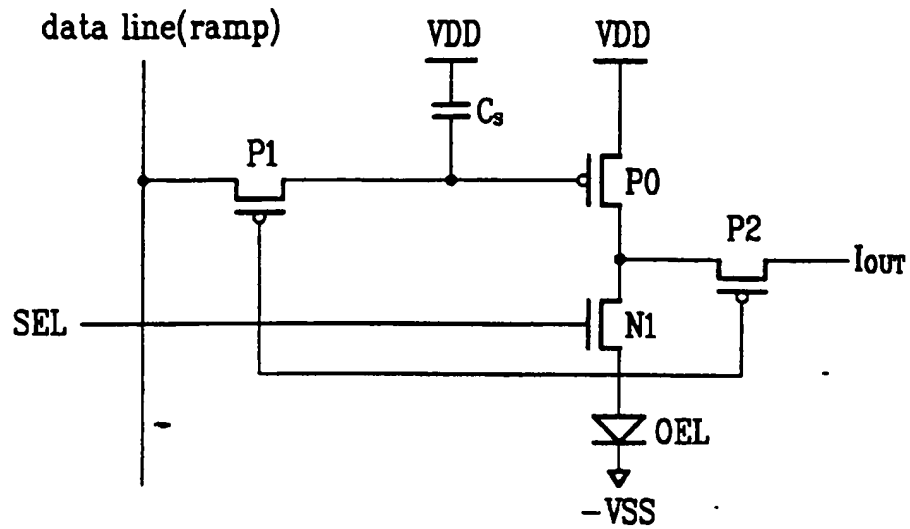 data line(ramp)
VDD
VDD
Cs
P1
P0
P2
IOUT
SEL
N1
OEL
-VSS